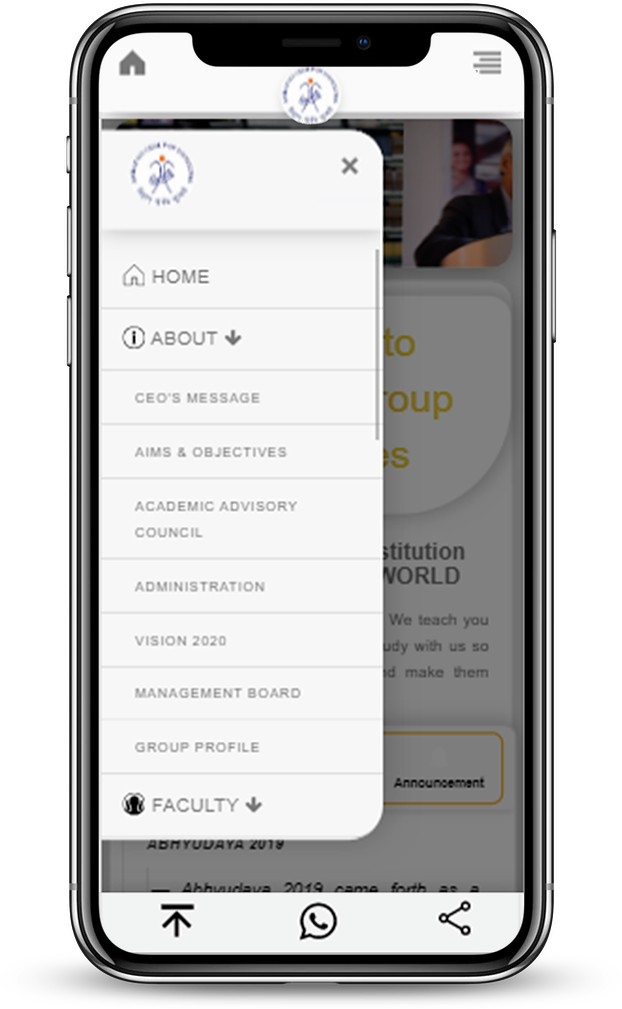 HOME
ABOUT
CEO'S MESSAGE
AIMS & OBJECTIVES
ACADEMIC ADVISORY
COUNCIL
ADMINISTRATION
VISION 2020
MANAGEMENT BOARD
GROUP PROFILE
FACULTY
to
roup
es
stitution
WORLD
We teach you
udy with us so
nd make them
Announcement
ABHYUDAYA 2019
— Abhyudaya 2019 came forth as a